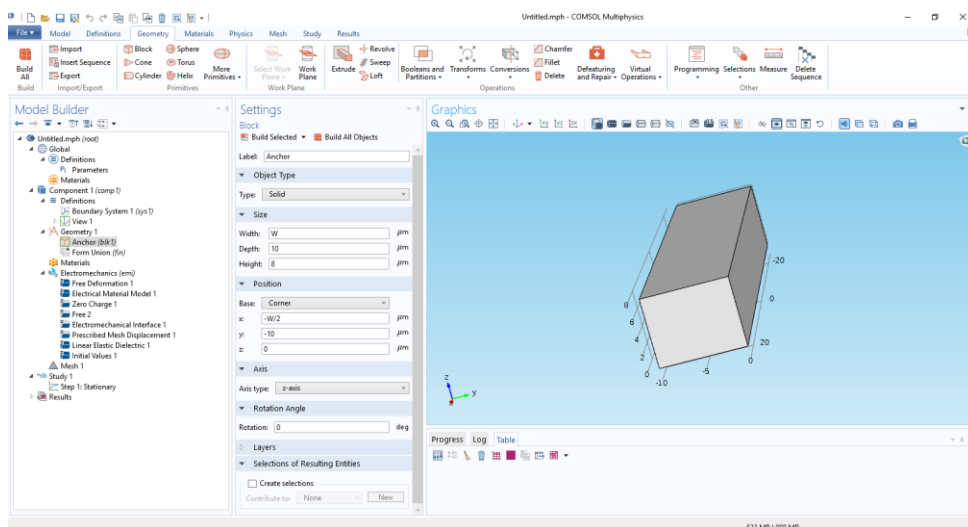 Untitled.mph - COMSOL Multiphysics
File Model Definitions Geometry Materials Physics Mesh Study Results
Build All
Import
Insert Sequence
Export
Block Sphere
Cone Torus
Cylinder Helix
More Primitives
Select Work Plane
Work Plane
Extrude
Revolve
Sweep
Loft
Booleans and Partitions
Transforms
Conversions
Chamfer
Fillet
Delete
Defeaturing and Repair
Virtual Operations
Programming
Selections
Measure
Delete Sequence
Build Import/Export Primitives Work Plane Operations Other
Model Builder
Untitled.mph (root)
Global
Definitions
Pi Parameters
Materials
Component 1 (comp1)
Definitions
Boundary System 1 (sys1)
View 1
Geometry 1
Anchor (blk1)
Form Union (fin)
Materials
Electromechanics (emi)
Free Deformation 1
Electrical Material Model 1
Zero Charge 1
Free 2
Electromechanical Interface 1
Prescribed Mesh Displacement 1
Linear Elastic Dielectric 1
Initial Values 1
Mesh 1
Study 1
Step 1: Stationary
Results
Settings
Block
Build Selected Build All Objects
Label: Anchor
Object Type
Type: Solid
Size
Width: W µm
Depth: 10 µm
Height: 8 µm
Position
Base: Corner
x: -W/2 µm
y: -10 µm
z: 0 µm
Axis
Axis type: z-axis
Rotation Angle
Rotation: 0 deg
Layers
Selections of Resulting Entities
Create selections
Contribute to: None New
Graphics
-20
0
20
8
6
4
2
0
-10
-5
0
z
y
x
Progress Log Table